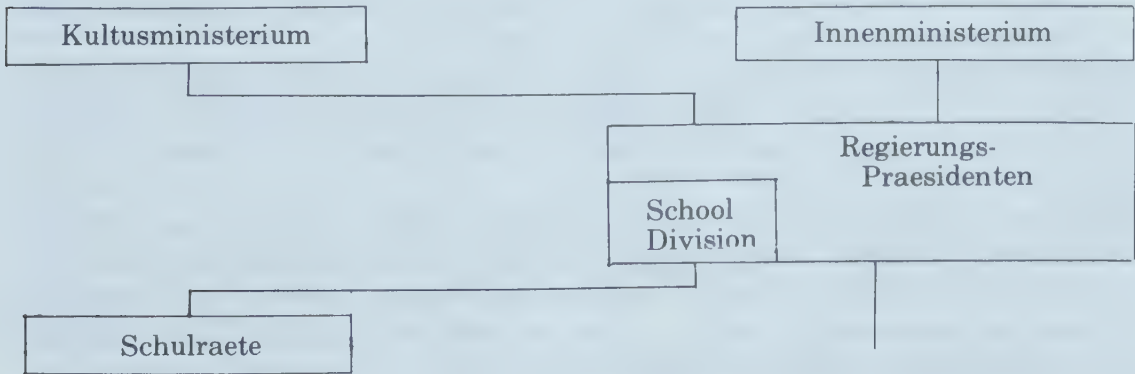 Kultusministerium
Innenministerium
Regierungs-
Praesidenten
School
Division
Schulraete